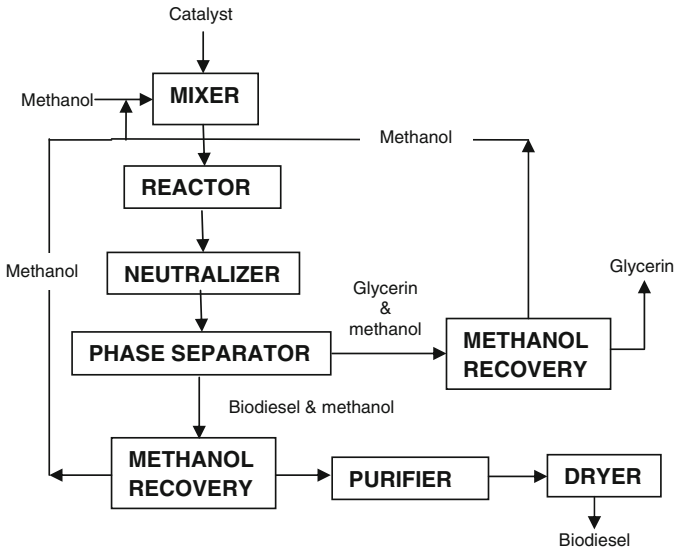 Catalyst
Methanol
MIXER
Methanol
REACTOR
Methanol
NEUTRALIZER
Glycerin
Glycerin
&
methanol
PHASE SEPARATOR
METHANOL
RECOVERY
Biodiesel & methanol
METHANOL
RECOVERY
PURIFIER
DRYER
Biodiesel